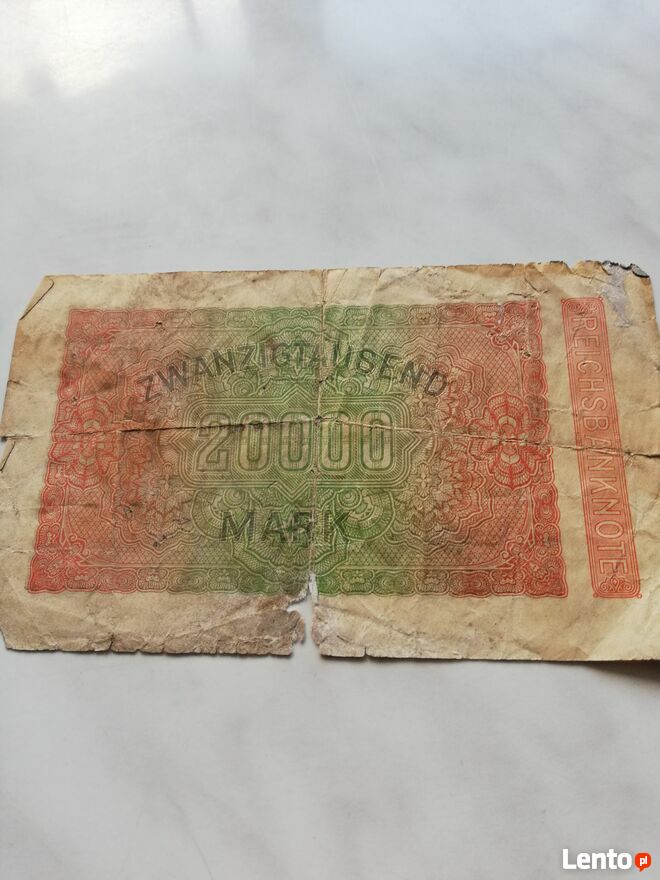 ZWANZIGTAUSEND
20000
MARK
REICHSBANKNOTE
Lento.pl